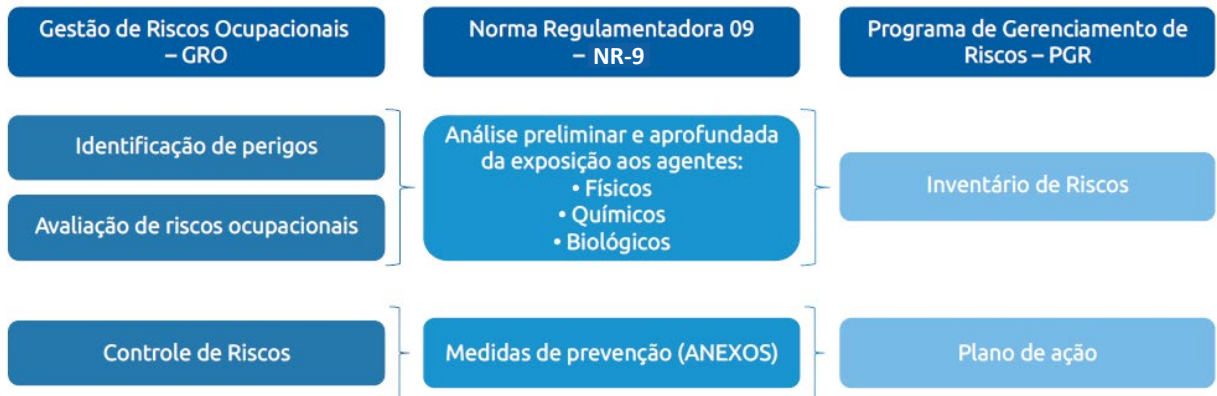 Gestão de Riscos Ocupacionais
– GRO
Norma Regulamentadora 09
– NR-9
Programa de Gerenciamento de
Riscos – PGR
Identificação de perigos
Avaliação de riscos ocupacionais
Análise preliminar e aprofundada
da exposição aos agentes:
• Físicos
• Químicos
• Biológicos
Inventário de Riscos
Controle de Riscos
Medidas de prevenção (ANEXOS)
Plano de ação